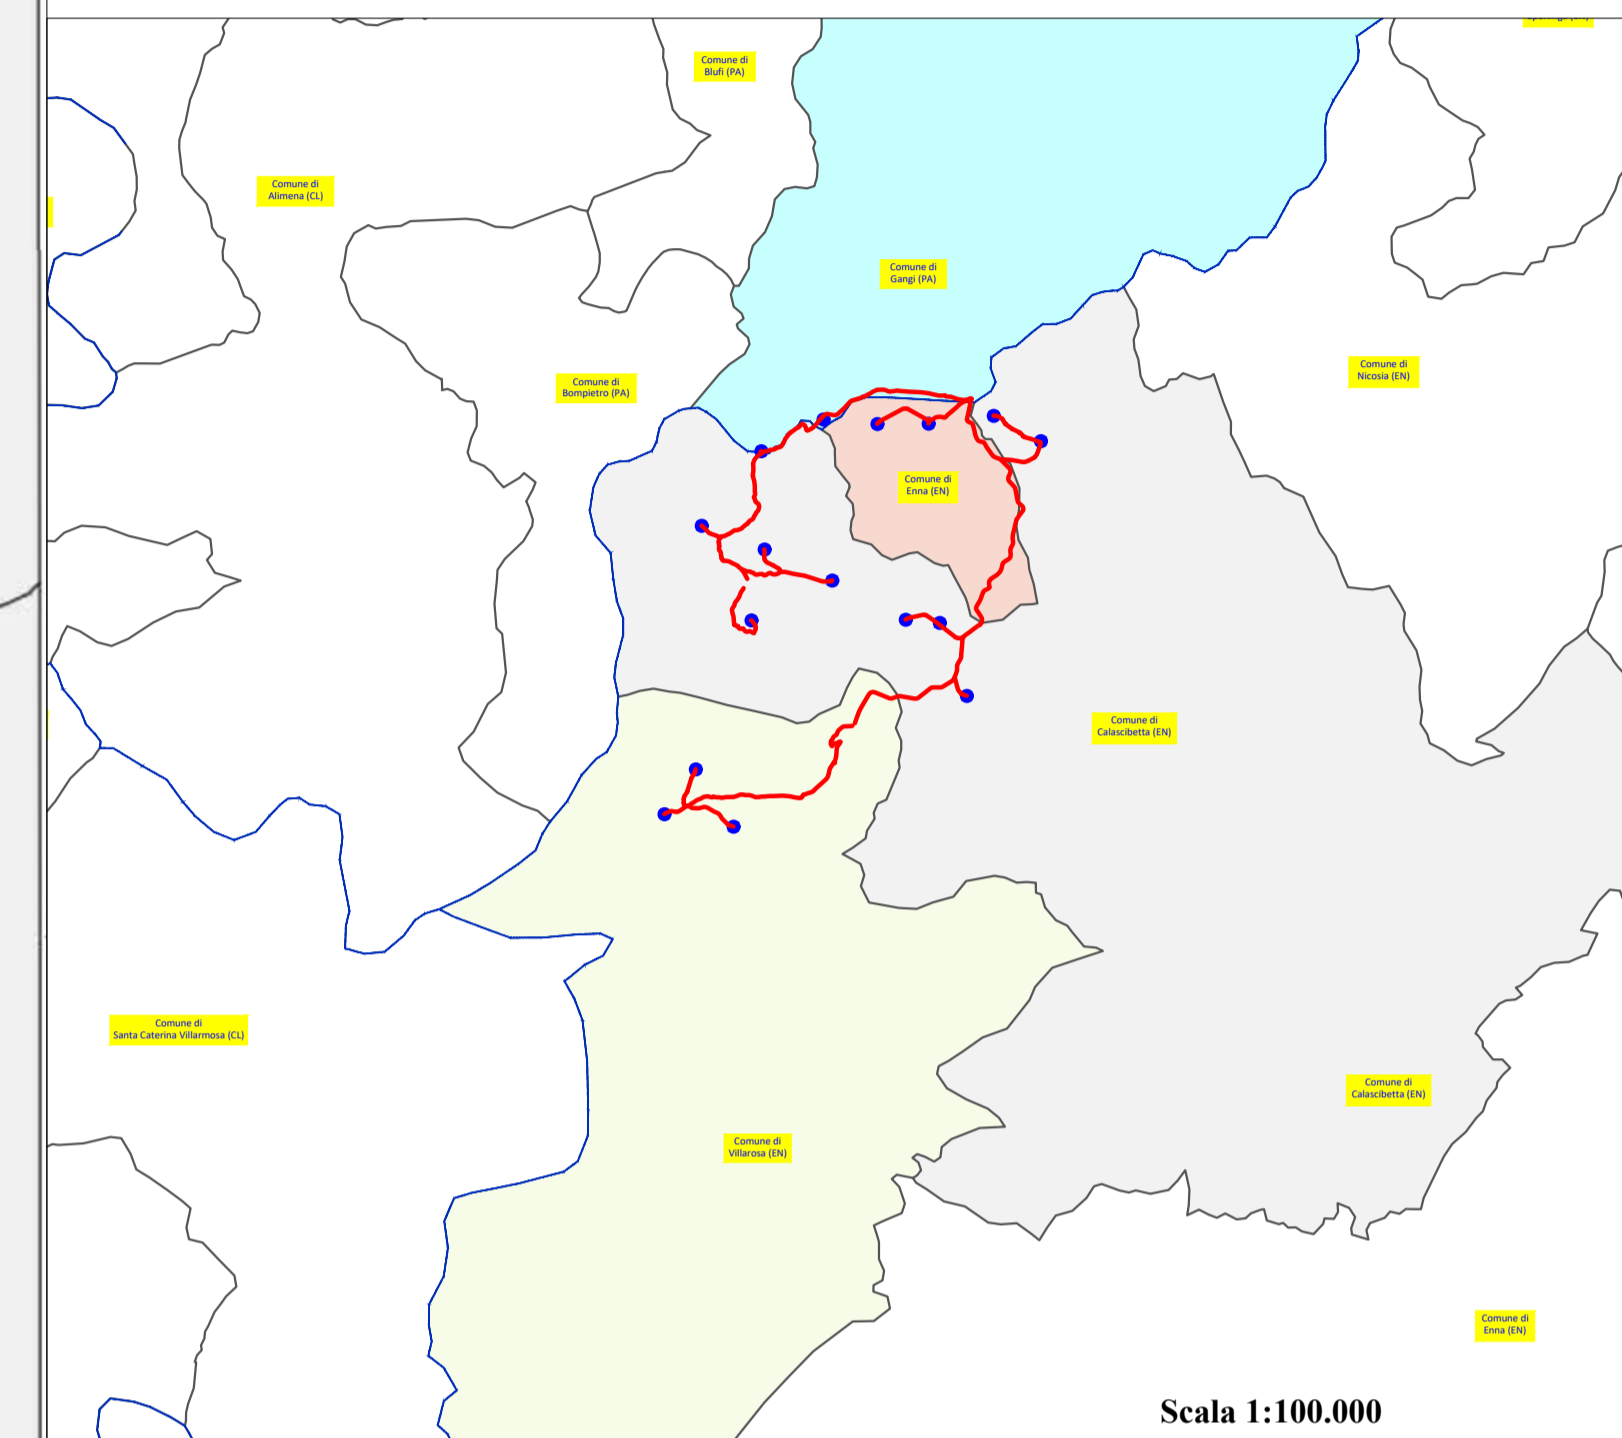 Comune di
Blufi (PA)
Comune di
Alimena (CL)
Comune di
Gangi (PA)
Comune di
Nicosia (EN)
Comune di
Bompietro (PA)
Comune di
Enna (EN)
Comune di
Calascibetta (EN)
Comune di
Santa Caterina Villarmosa (CL)
Comune di
Calascibetta (EN)
Comune di
Villarosa (EN)
Comune di
Enna (EN)
Scala 1:100.000